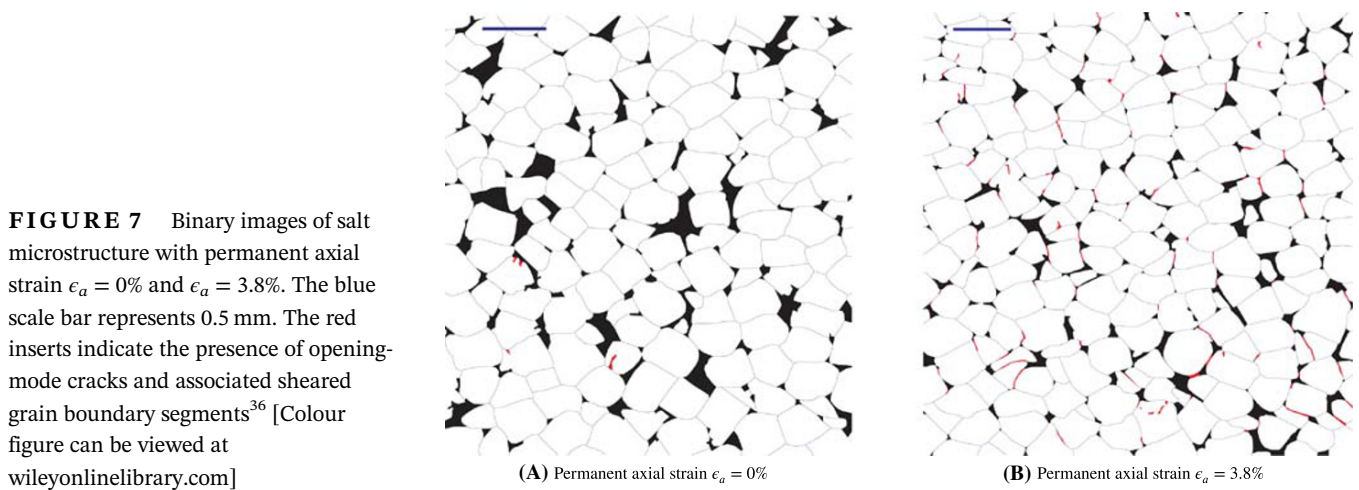 FIGURE 7 Binary images of salt
microstructure with permanent axial
strain ϵₐ = 0% and ϵₐ = 3.8%. The blue
scale bar represents 0.5 mm. The red
inserts indicate the presence of opening-
mode cracks and associated sheared
grain boundary segments³⁶ [Colour
figure can be viewed at
wileyonlinelibrary.com]
(A) Permanent axial strain ϵₐ = 0%
(B) Permanent axial strain ϵₐ = 3.8%